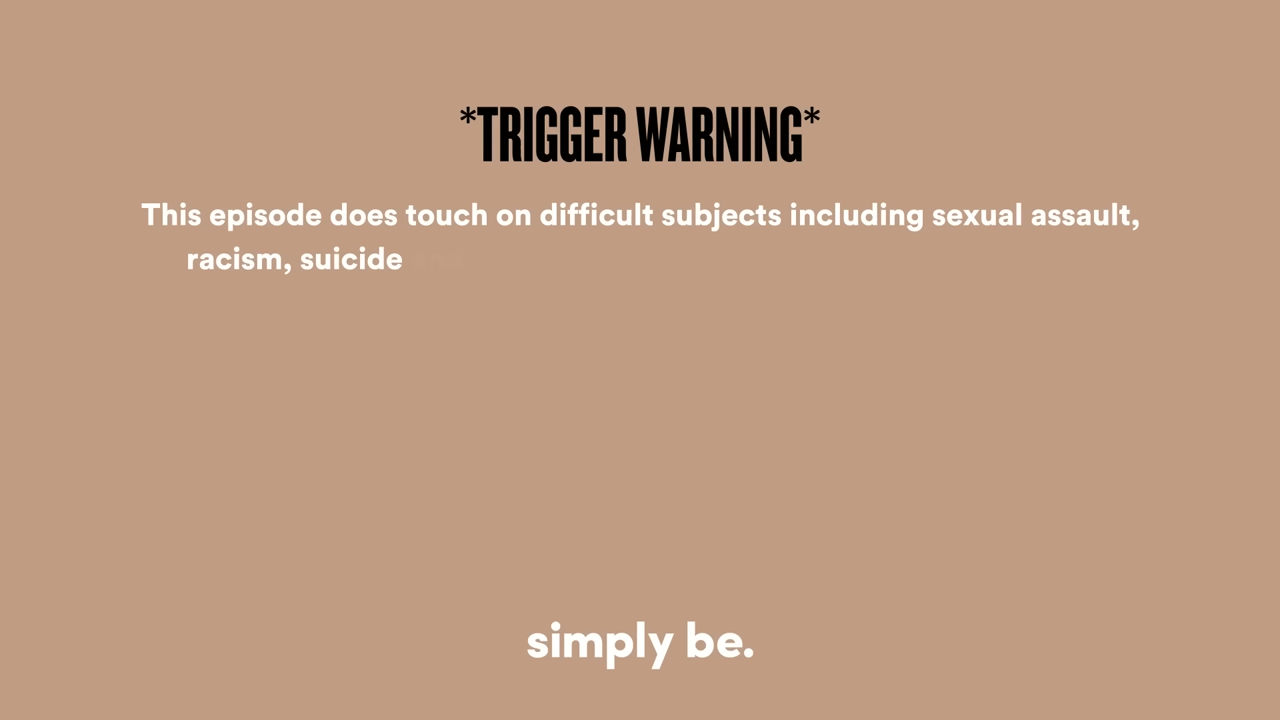 *TRIGGER WARNING*
This episode does touch on difficult subjects including sexual assault,
racism, suicide
simply be.